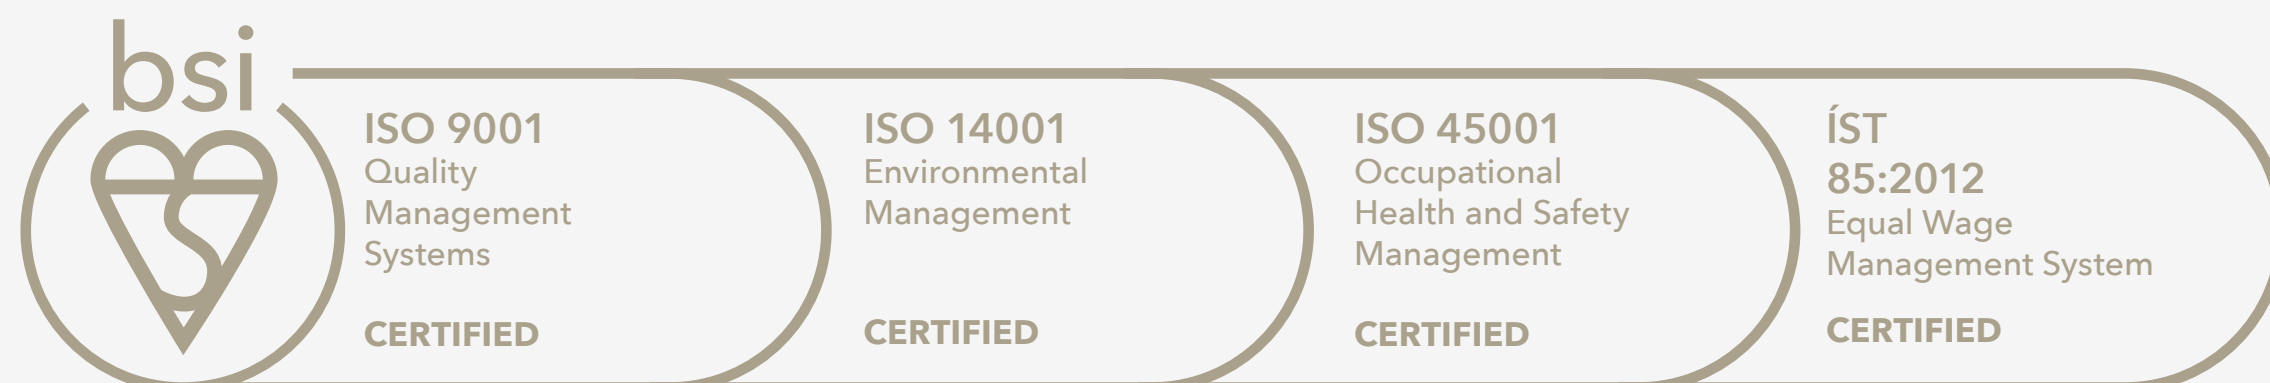 bsi
ISO 9001
Quality
Management
Systems
CERTIFIED
ISO 14001
Environmental
Management
CERTIFIED
ISO 45001
Occupational
Health and Safety
Management
CERTIFIED
ÍST
85:2012
Equal Wage
Management System
CERTIFIED